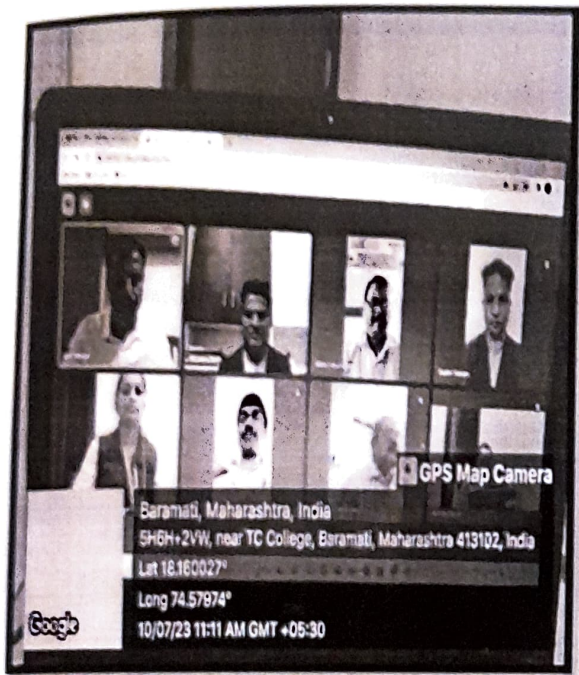 GPS Map Camera
Baramati, Maharashtra, India
5H6H+2VW, near TC College, Baramati, Maharashtra 413102, India
Lat 18.160027°
Long 74.57974°
10/07/23 11:11 AM GMT +05:30
Google